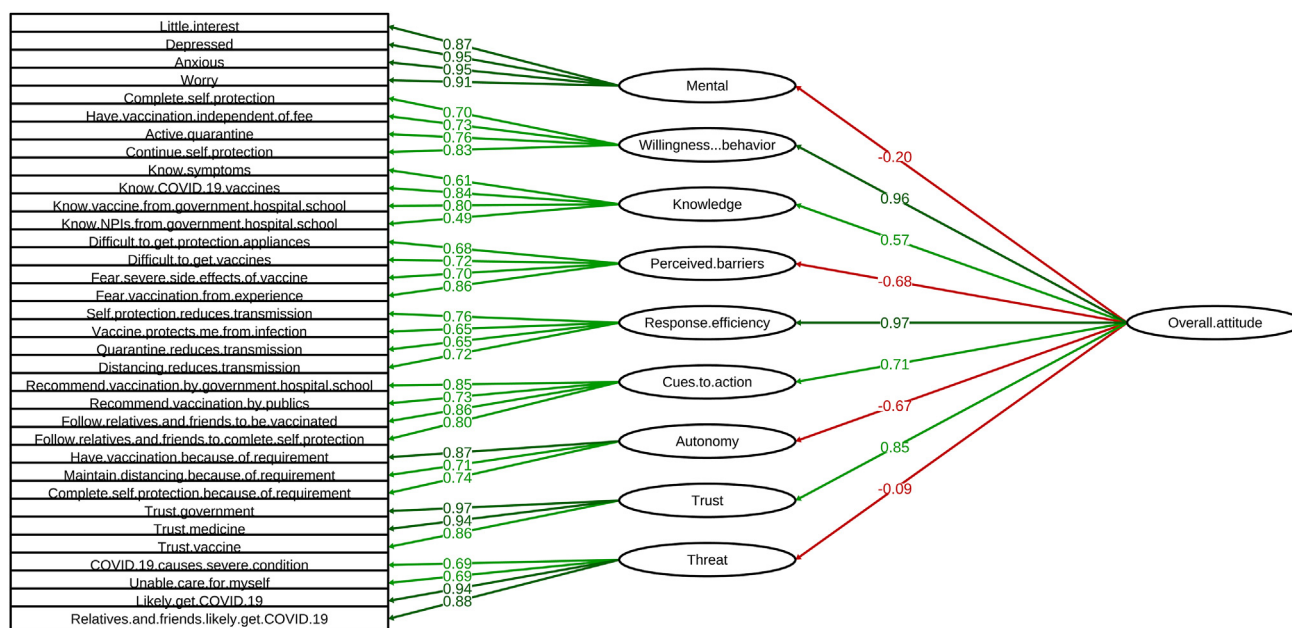 Little.interest
Depressed
Anxious
Worry
Complete.self.protection
Have.vaccination.independent.of.fee
Active.quarantine
Continue.self.protection
Know.symptoms
Know.COVID.19.vaccines
Know.vaccine.from.government.hospital.school
Know.NPIs.from.government.hospital.school
Difficult.to.get.protection.appliances
Difficult.to.get.vaccines
Fear.severe.side.effects.of.vaccine
Fear.vaccination.from.experience
Self.protection.reduces.transmission
Vaccine.protects.me.from.infection
Quarantine.reduces.transmission
Distancing.reduces.transmission
Recommend.vaccination.by.government.hospital.school
Recommend.vaccination.by.publics
Follow.relatives.and.friends.to.be.vaccinated
Follow.relatives.and.friends.to.comlete.self.protection
Have.vaccination.because.of.requirement
Maintain.distancing.because.of.requirement
Complete.self.protection.because.of.requirement
Trust.government
Trust.medicine
Trust.vaccine
COVID.19.causes.severe.condition
Unable.care.for.myself
Likely.get.COVID.19
Relatives.and.friends.likely.get.COVID.19
0.87
0.95
0.95
0.91
0.70
0.73
0.76
0.83
0.61
0.84
0.80
0.49
0.68
0.72
0.70
0.86
0.76
0.65
0.65
0.72
0.85
0.73
0.86
0.80
0.87
0.71
0.74
0.97
0.94
0.86
0.69
0.69
0.94
0.88
Mental
Willingness...behavior
Knowledge
Perceived.barriers
Response.efficiency
Cues.to.action
Autonomy
Trust
Threat
-0.20
0.96
0.57
-0.68
0.97
0.71
-0.67
0.85
-0.09
Overall.attitude